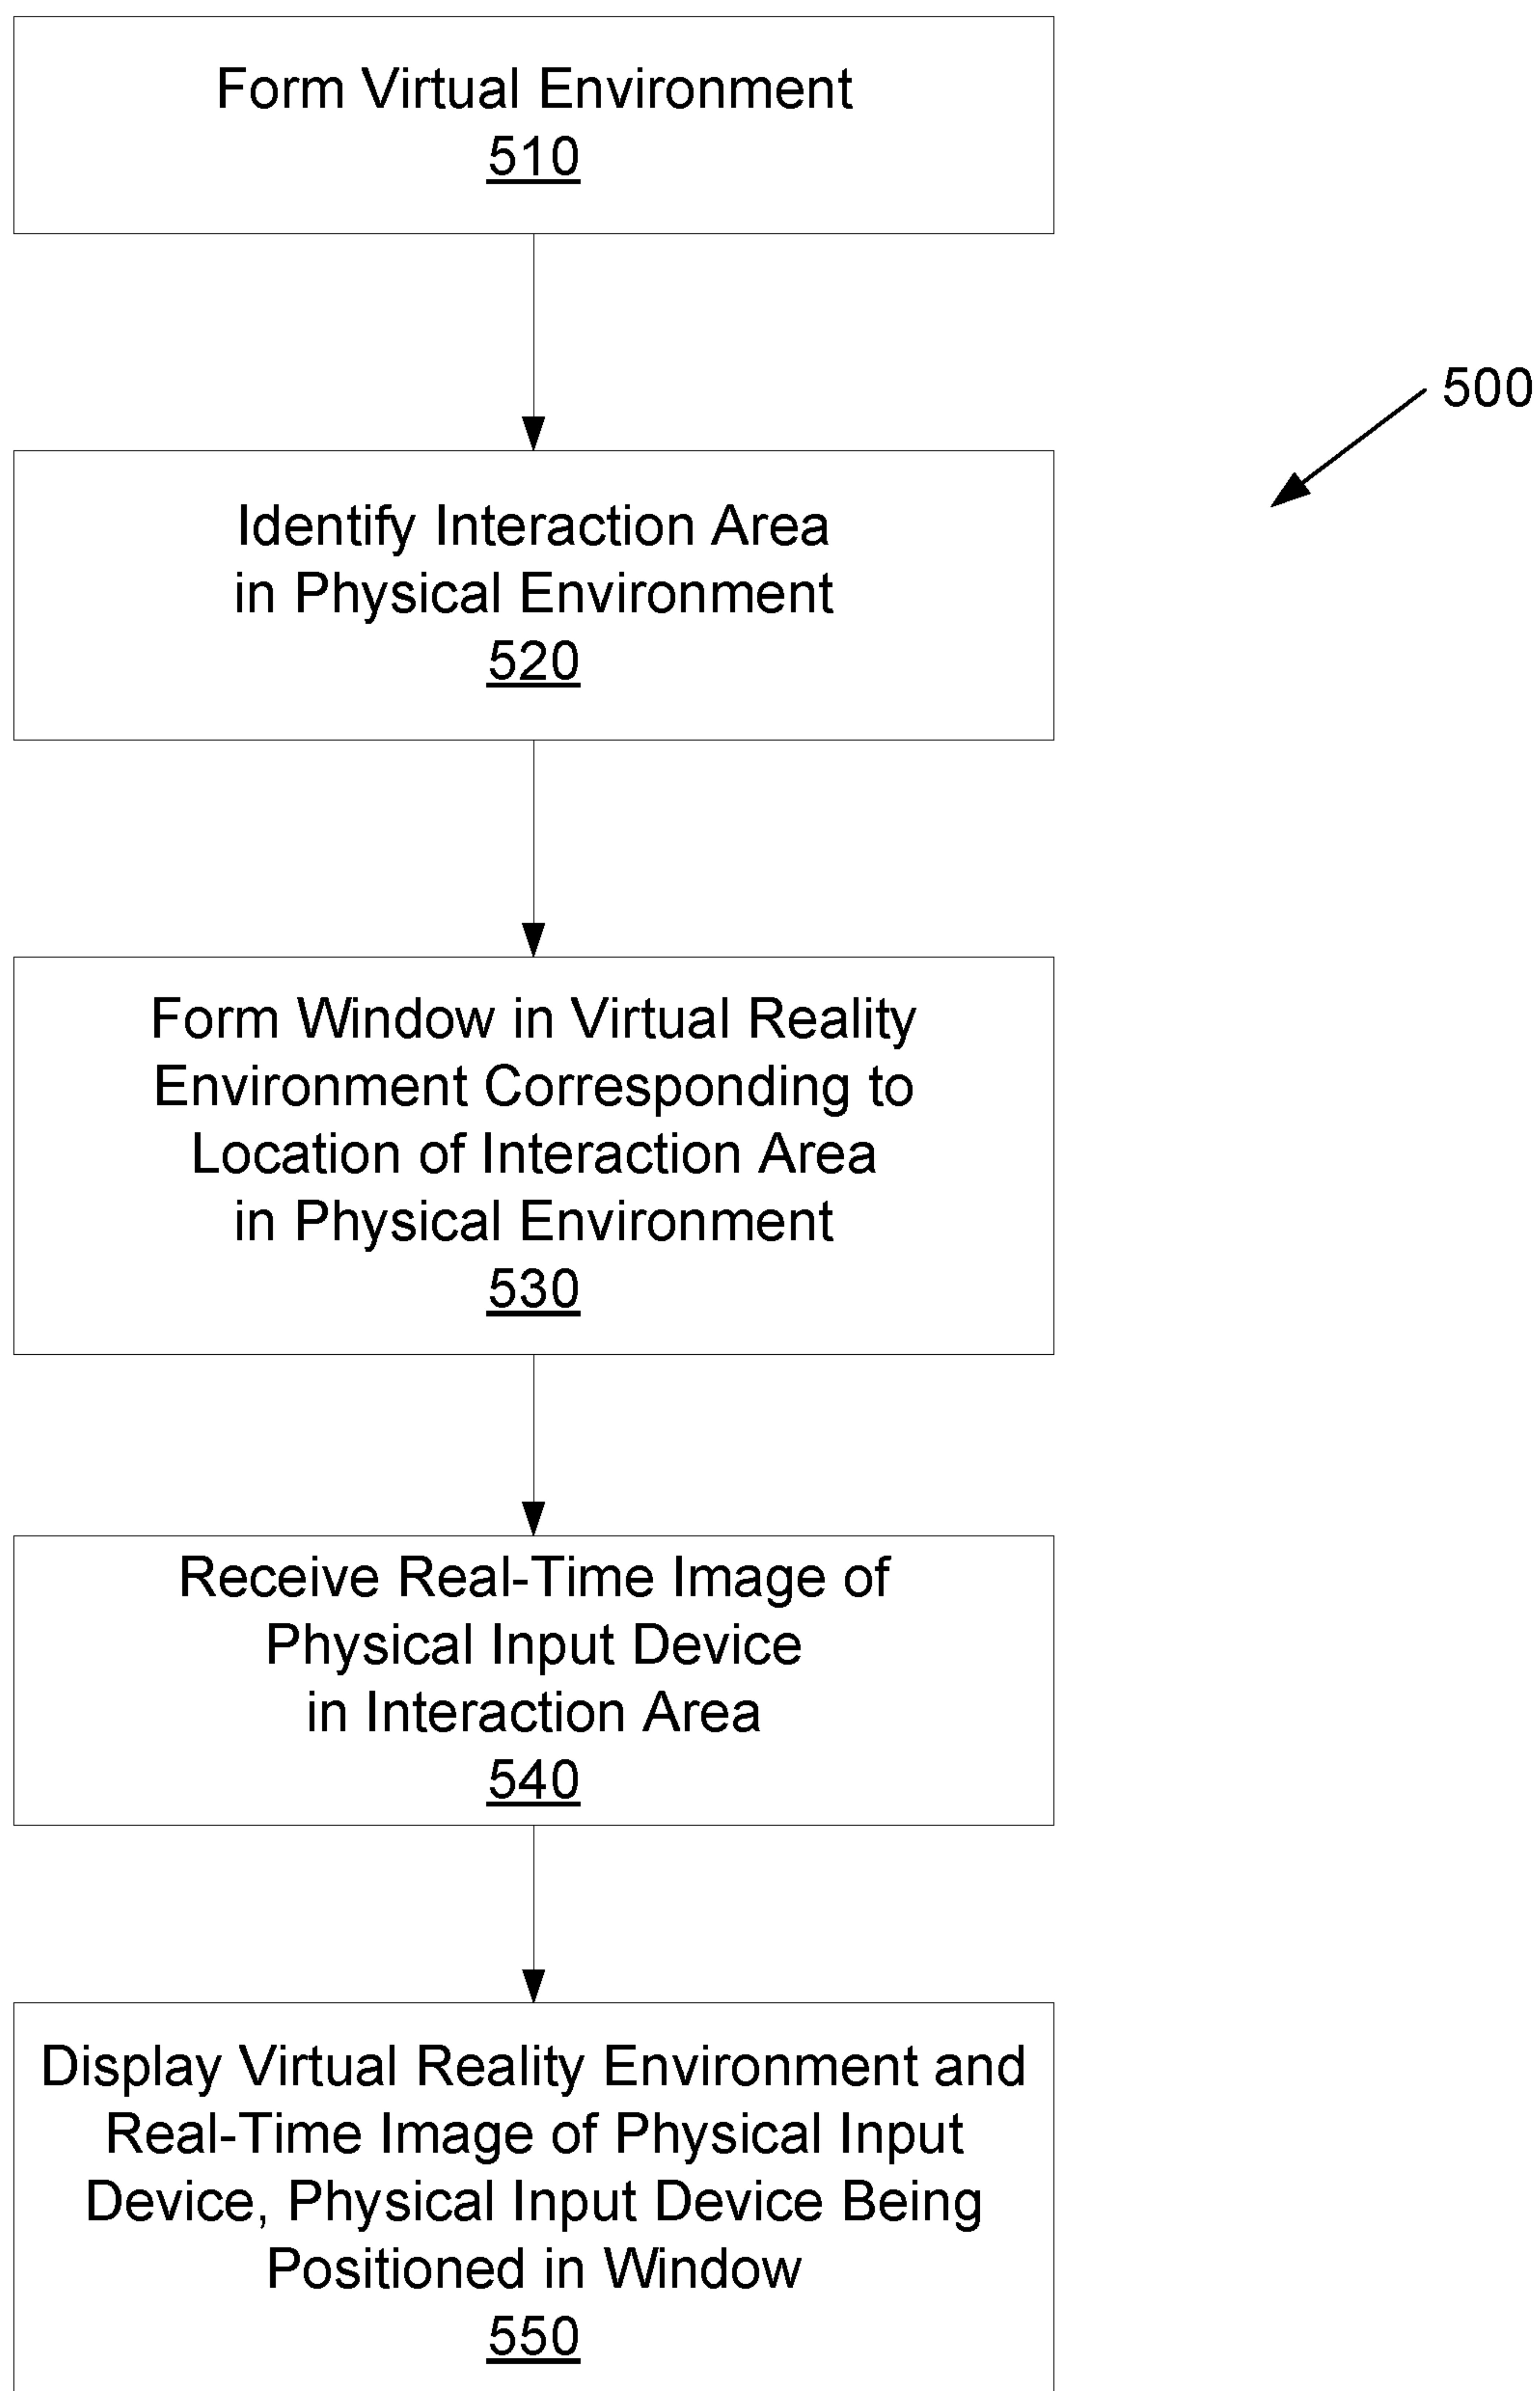 Form Virtual Environment
510
500
Identify Interaction Area
in Physical Environment
520
Form Window in Virtual Reality
Environment Corresponding to
Location of Interaction Area
in Physical Environment
530
Receive Real-Time Image of
Physical Input Device
in Interaction Area
540
Display Virtual Reality Environment and
Real-Time Image of Physical Input
Device, Physical Input Device Being
Positioned in Window
550